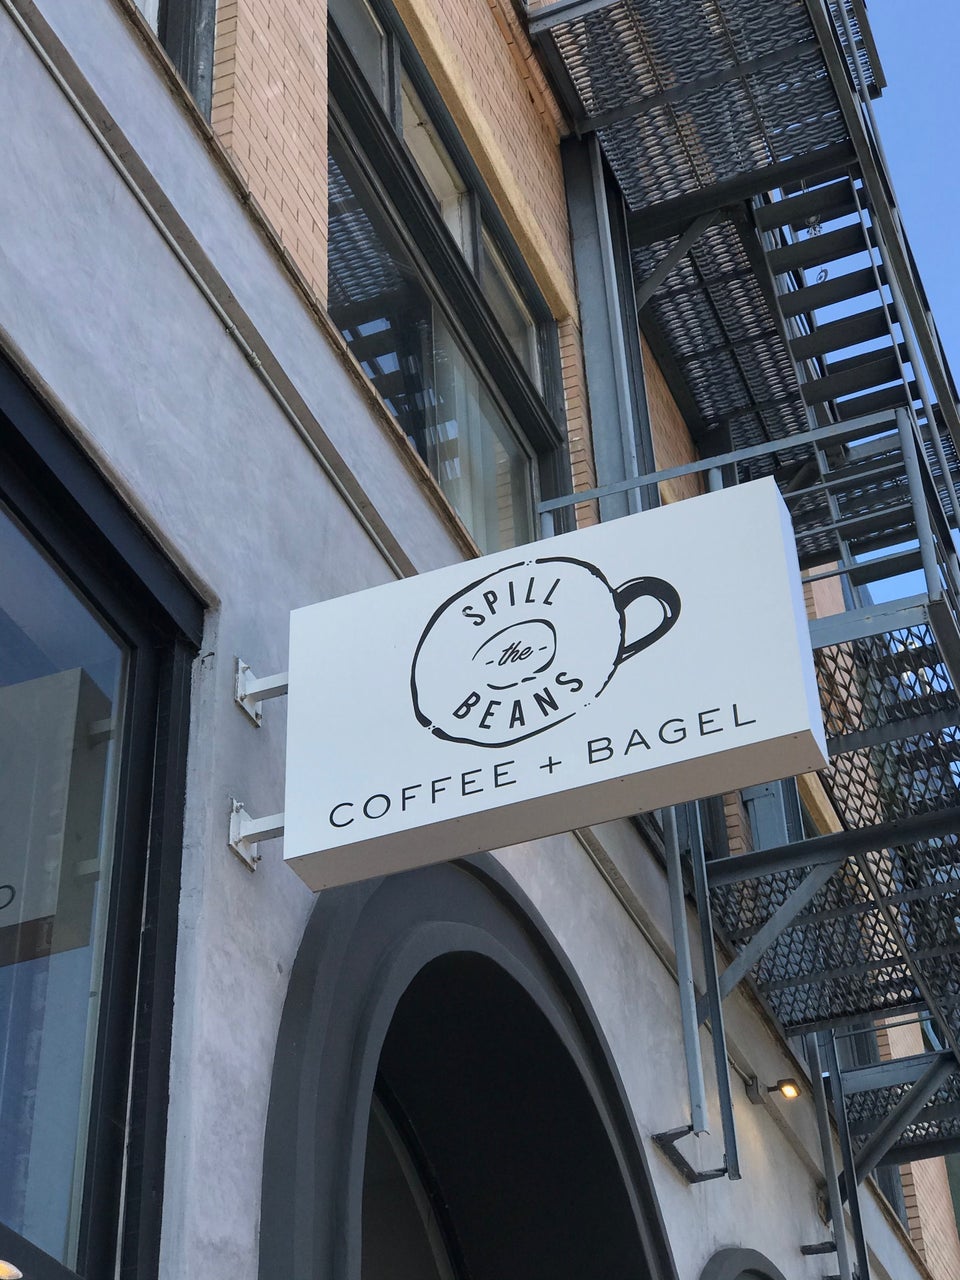 SPILL
- the -
BEANS
COFFEE + BAGEL